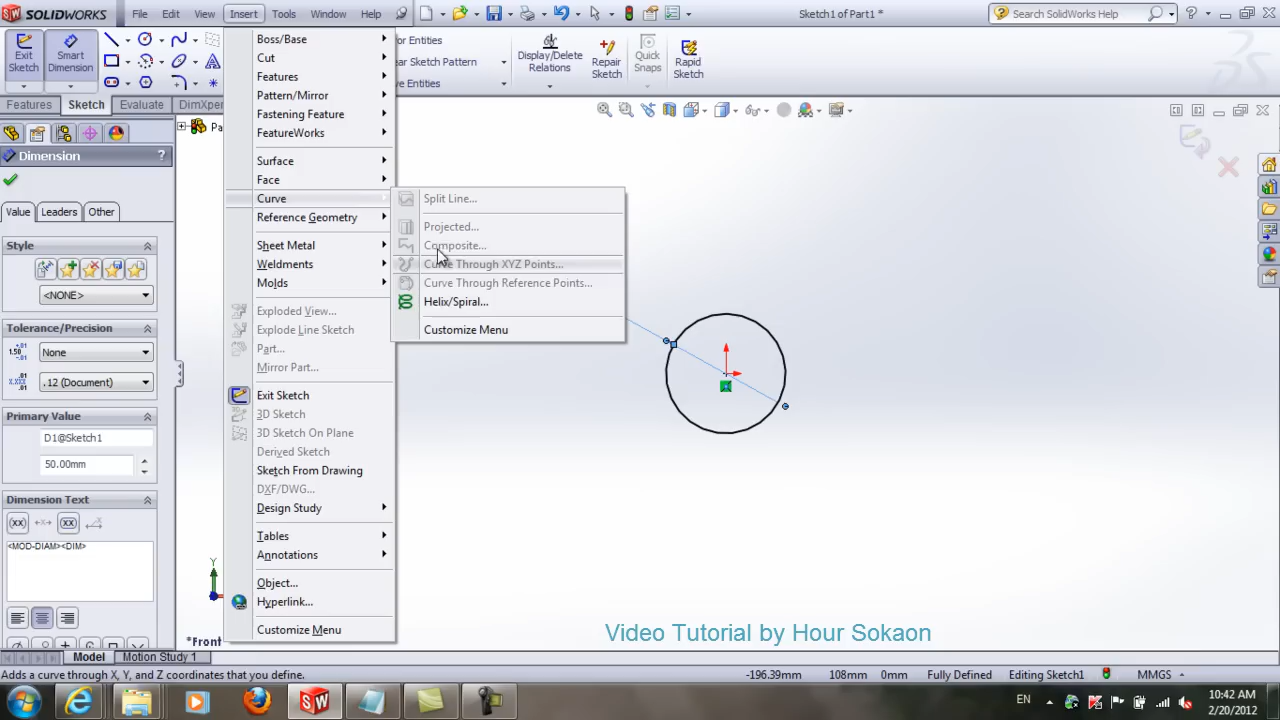 SOLIDWORKS File Edit View Insert Tools Window Help Sketch1 of Part1 * Search SolidWorks Help
Exit Sketch
Smart Dimension
or Entities
ear Sketch Pattern
ve Entities
Display/Delete Relations
Repair Sketch
Quick Snaps
Rapid Sketch
Features Sketch Evaluate DimXper
Dimension ?
Value Leaders Other
Style
<NONE>
Tolerance/Precision
None
.12 (Document)
Primary Value
D1@Sketch1
50.00mm
Dimension Text
<MOD-DIAM><DIM>
Pa
Boss/Base
Cut
Features
Pattern/Mirror
Fastening Feature
FeatureWorks
Surface
Face
Curve
Reference Geometry
Sheet Metal
Weldments
Molds
Exploded View...
Explode Line Sketch
Part...
Mirror Part...
Exit Sketch
3D Sketch
3D Sketch On Plane
Derived Sketch
Sketch From Drawing
DXF/DWG...
Design Study
Tables
Annotations
Object...
Hyperlink...
Customize Menu
Split Line...
Projected...
Composite...
Curve Through XYZ Points...
Curve Through Reference Points...
Helix/Spiral...
Customize Menu
Y
*Front
Video Tutorial by Hour Sokaon
Model Motion Study 1
Adds a curve through X, Y, and Z coordinates that you define. -196.39mm 108mm 0mm Fully Defined Editing Sketch1 MMGS
EN 10:42 AM
2/20/2012